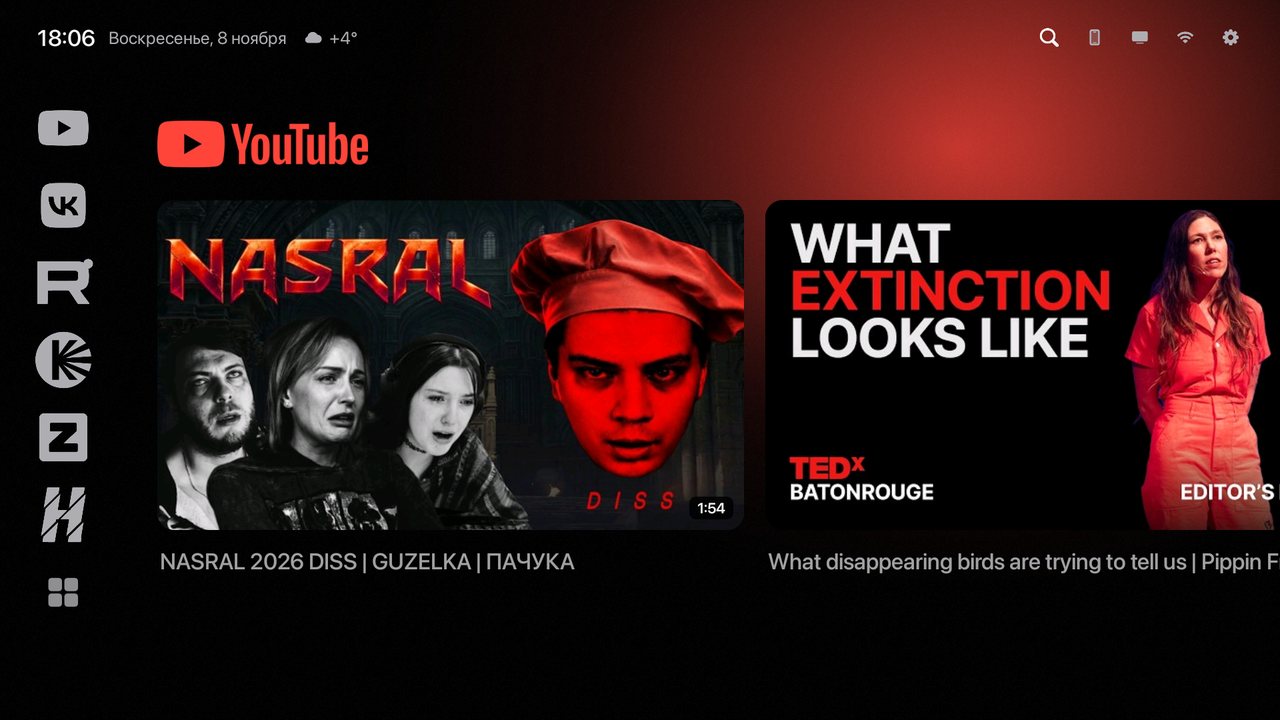 18:06 Воскресенье, 8 ноября +4°
YouTube
NASRAL
DISS
1:54
NASRAL 2026 DISS | GUZELKA | ПАЧУКА
WHAT
EXTINCTION
LOOKS LIKE
TEDx
BATONROUGE
EDITOR'S
What disappearing birds are trying to tell us | Pippin